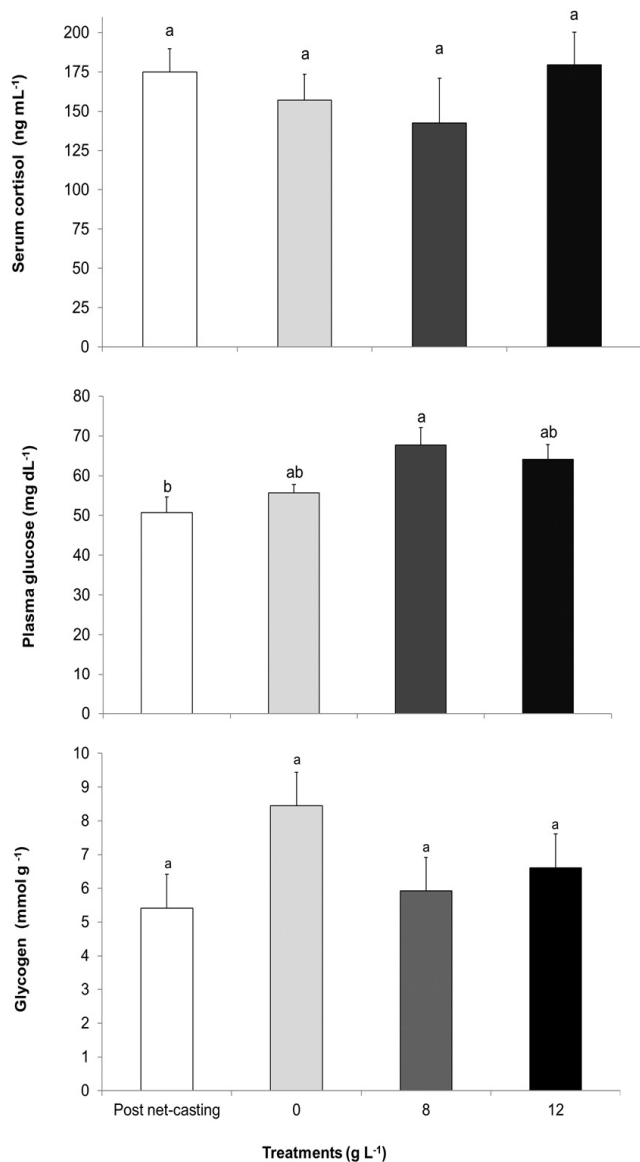 Serum cortisol (ng mL⁻¹)
200
175
150
125
100
75
50
25
0
a
a
a
a
Plasma glucose (mg dL⁻¹)
80
70
60
50
40
30
20
10
0
b
ab
a
ab
Glycogen (mmol g ⁻¹)
10
9
8
7
6
5
4
3
2
1
0
a
a
a
a
Post net-casting 0 8 12
Treatments (g L⁻¹)